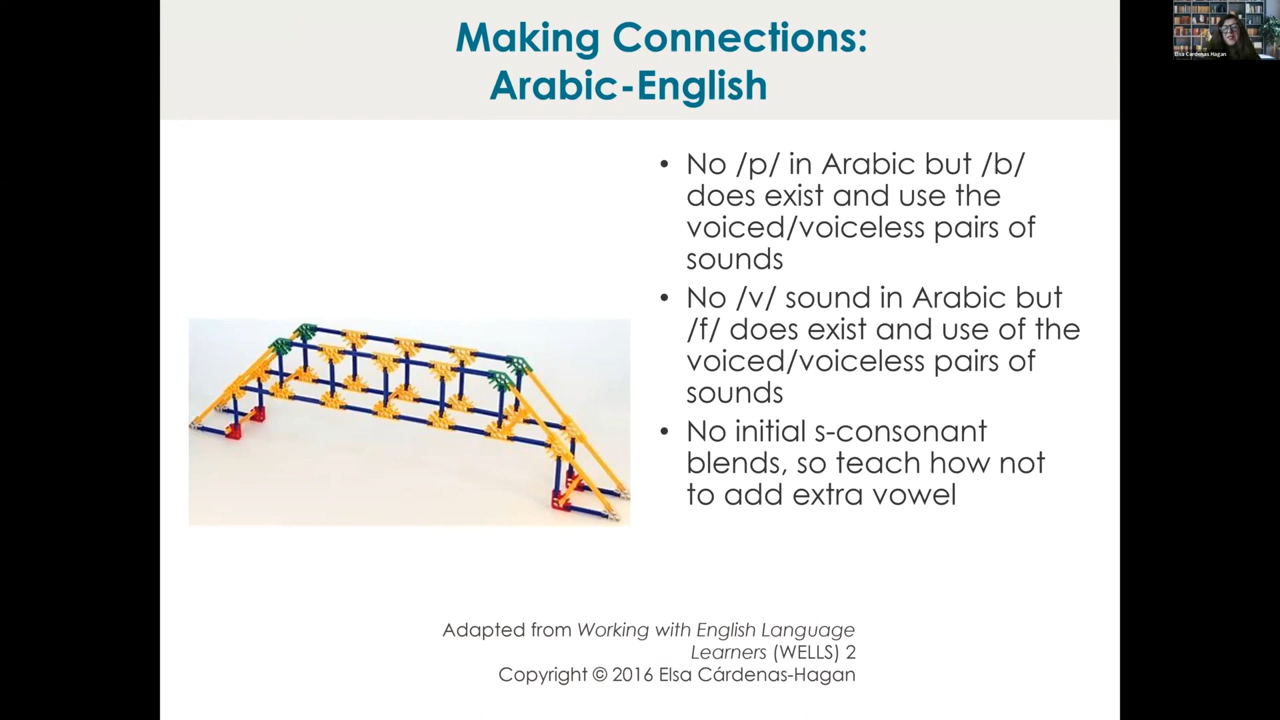 Making Connections:
Arabic-English
Elsa Cárdenas Hagan
• No /p/ in Arabic but /b/
does exist and use the
voiced/voiceless pairs of
sounds
• No /v/ sound in Arabic but
/f/ does exist and use of the
voiced/voiceless pairs of
sounds
• No initial s-consonant
blends, so teach how not
to add extra vowel
Adapted from Working with English Language
Learners (WELLS) 2
Copyright © 2016 Elsa Cárdenas-Hagan